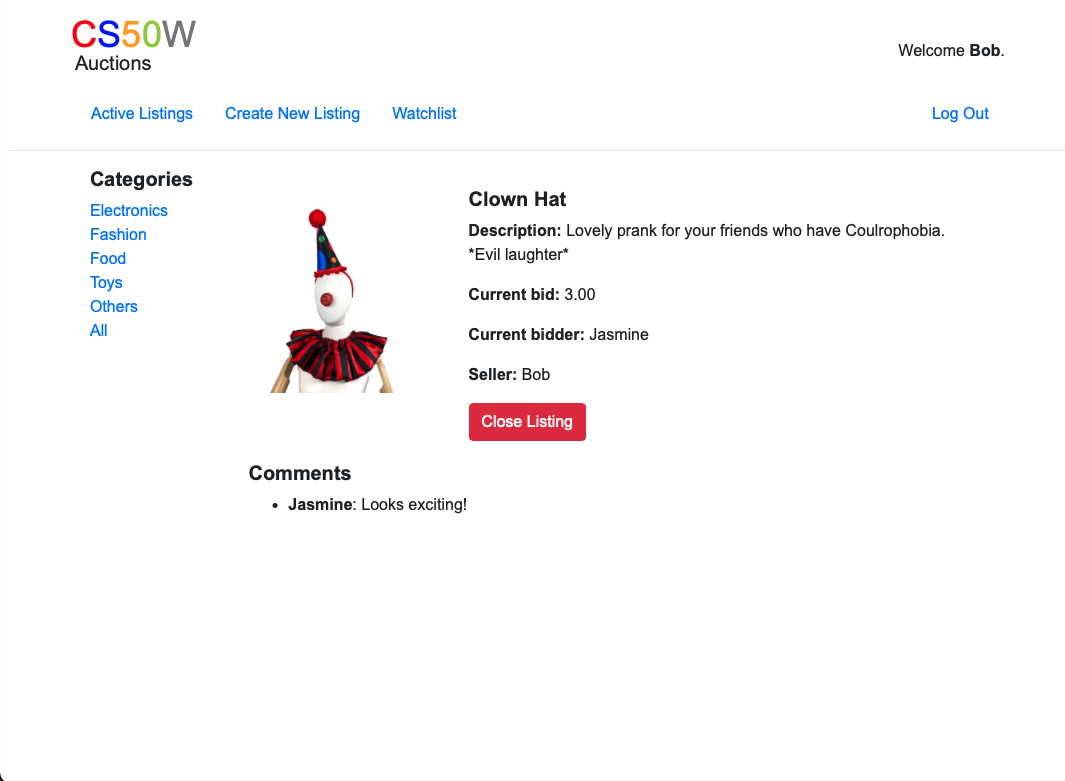 CS50W
Auctions
Welcome Bob.
Active Listings Create New Listing Watchlist Log Out
Categories
Electronics
Fashion
Food
Toys
Others
All
Clown Hat
Description: Lovely prank for your friends who have Coulrophobia.
*Evil laughter*
Current bid: 3.00
Current bidder: Jasmine
Seller: Bob
Close Listing
Comments
Jasmine: Looks exciting!